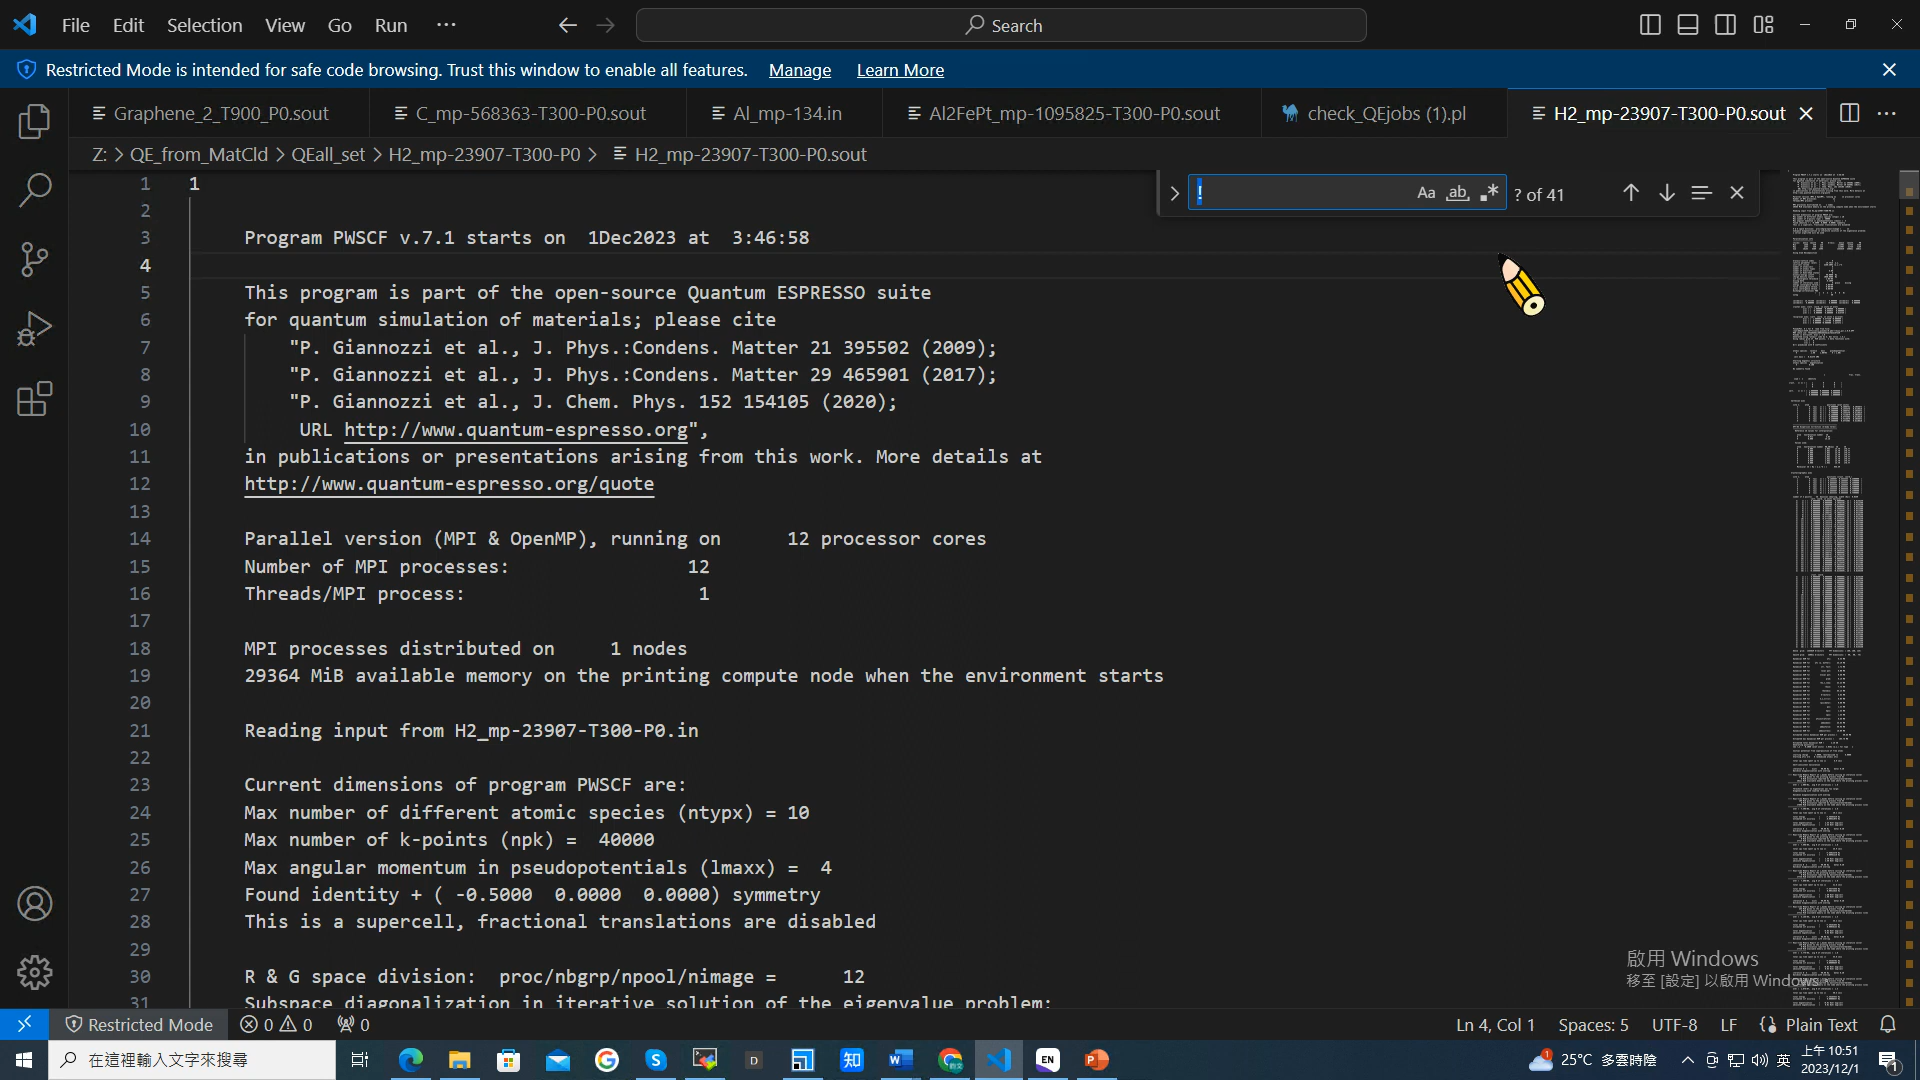 File Edit Selection View Go Run ···
Search
Restricted Mode is intended for safe code browsing. Trust this window to enable all features. Manage Learn More
Graphene_2_T900_P0.sout C_mp-568363-T300-P0.sout Al_mp-134.in Al2FePt_mp-1095825-T300-P0.sout check_QEjobs (1).pl H2_mp-23907-T300-P0.sout
Z: > QE_from_MatCld > QEall_set > H2_mp-23907-T300-P0 > H2_mp-23907-T300-P0.sout
! Aa ab .* ? of 41
1 1
2
3 Program PWSCF v.7.1 starts on  1Dec2023 at  3:46:58
4
5 This program is part of the open-source Quantum ESPRESSO suite
6 for quantum simulation of materials; please cite
7 "P. Giannozzi et al., J. Phys.:Condens. Matter 21 395502 (2009);
8 "P. Giannozzi et al., J. Phys.:Condens. Matter 29 465901 (2017);
9 "P. Giannozzi et al., J. Chem. Phys. 152 154105 (2020);
10 URL http://www.quantum-espresso.org",
11 in publications or presentations arising from this work. More details at
12 http://www.quantum-espresso.org/quote
13
14 Parallel version (MPI & OpenMP), running on      12 processor cores
15 Number of MPI processes:                12
16 Threads/MPI process:                     1
17
18 MPI processes distributed on     1 nodes
19 29364 MiB available memory on the printing compute node when the environment starts
20
21 Reading input from H2_mp-23907-T300-P0.in
22
23 Current dimensions of program PWSCF are:
24 Max number of different atomic species (ntypx) = 10
25 Max number of k-points (npk) =  40000
26 Max angular momentum in pseudopotentials (lmaxx) =  4
27 Found identity + ( -0.5000  0.0000  0.0000) symmetry
28 This is a supercell, fractional translations are disabled
29
30 R & G space division:  proc/nbgrp/npool/nimage =      12
31 Subspace diagonalization in iterative solution of the eigenvalue problem:
啟用 Windows
移至 [設定] 以啟用 Windows。
Restricted Mode 0 0 0 Ln 4, Col 1 Spaces: 5 UTF-8 LF Plain Text
在這裡輸入文字來搜尋 D 知 EN 1 25°C 多雲時陰 英 上午 10:51
2023/12/1 1